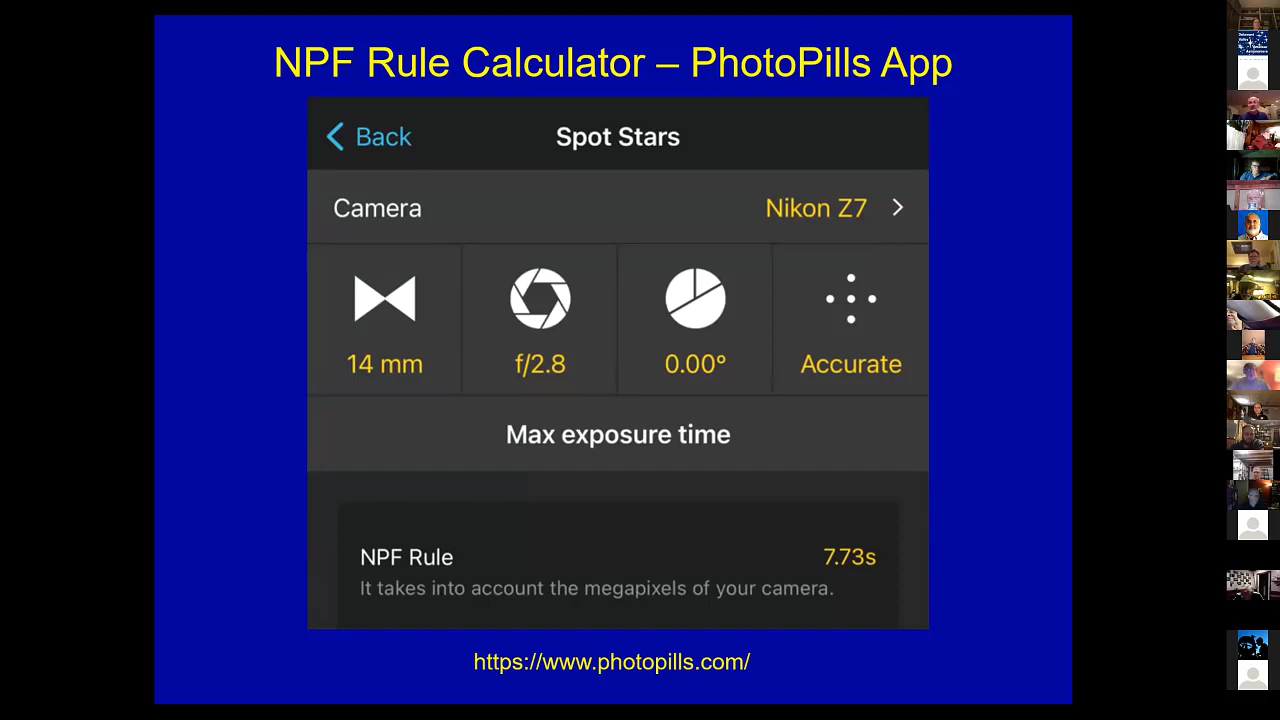 NPF Rule Calculator – PhotoPills App
Back
Spot Stars
Camera
Nikon Z7
14 mm
f/2.8
0.00°
Accurate
Max exposure time
NPF Rule
7.73s
It takes into account the megapixels of your camera.
https://www.photopills.com/